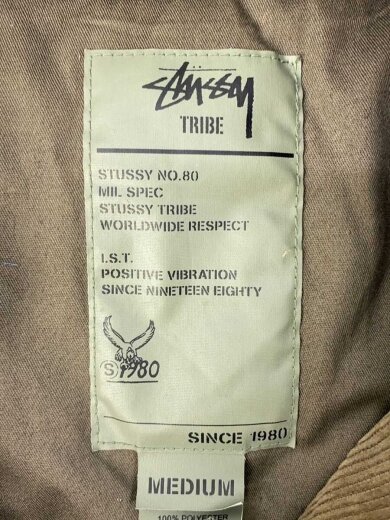 STÜSSY
TRIBE
STUSSY NO.80
MIL SPEC
STUSSY TRIBE
WORLDWIDE RESPECT
I.S.T.
POSITIVE VIBRATION
SINCE NINETEEN EIGHTY
S 1980
SINCE 1980
MEDIUM
100% POLYESTER